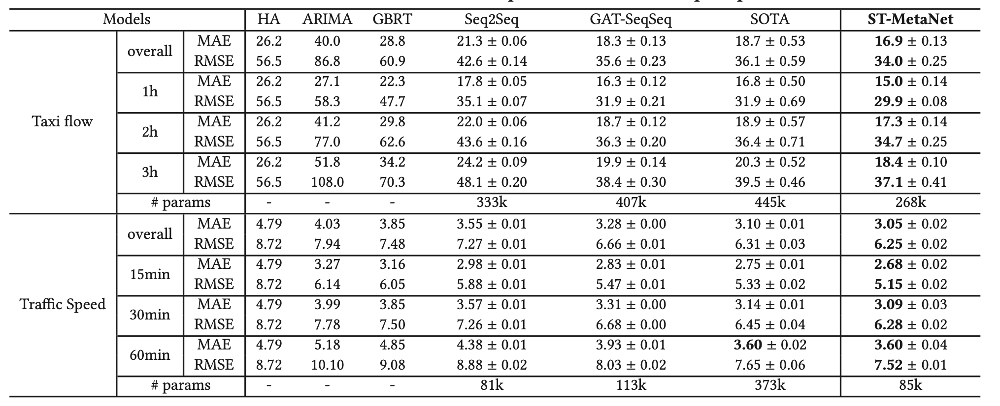 Models HA ARIMA GBRT Seq2Seq GAT-SeqSeq SOTA ST-MetaNet
Taxi flow overall MAE 26.2 40.0 28.8 21.3 ± 0.06 18.3 ± 0.13 18.7 ± 0.53 16.9 ± 0.13
RMSE 56.5 86.8 60.9 42.6 ± 0.14 35.6 ± 0.23 36.1 ± 0.59 34.0 ± 0.25
1h MAE 26.2 27.1 22.3 17.8 ± 0.05 16.3 ± 0.12 16.8 ± 0.50 15.0 ± 0.14
RMSE 56.5 58.3 47.7 35.1 ± 0.07 31.9 ± 0.21 31.9 ± 0.69 29.9 ± 0.08
2h MAE 26.2 41.2 29.8 22.0 ± 0.06 18.7 ± 0.12 18.9 ± 0.57 17.3 ± 0.14
RMSE 56.5 77.0 62.6 43.6 ± 0.16 36.3 ± 0.20 36.4 ± 0.71 34.7 ± 0.25
3h MAE 26.2 51.8 34.2 24.2 ± 0.09 19.9 ± 0.14 20.3 ± 0.52 18.4 ± 0.10
RMSE 56.5 108.0 70.3 48.1 ± 0.20 38.4 ± 0.30 39.5 ± 0.46 37.1 ± 0.41
# params - - - 333k 407k 445k 268k
Traffic Speed overall MAE 4.79 4.03 3.85 3.55 ± 0.01 3.28 ± 0.00 3.10 ± 0.01 3.05 ± 0.02
RMSE 8.72 7.94 7.48 7.27 ± 0.01 6.66 ± 0.01 6.31 ± 0.03 6.25 ± 0.02
15min MAE 4.79 3.27 3.16 2.98 ± 0.01 2.83 ± 0.01 2.75 ± 0.01 2.68 ± 0.02
RMSE 8.72 6.14 6.05 5.88 ± 0.01 5.47 ± 0.01 5.33 ± 0.02 5.15 ± 0.02
30min MAE 4.79 3.99 3.85 3.57 ± 0.01 3.31 ± 0.00 3.14 ± 0.01 3.09 ± 0.03
RMSE 8.72 7.78 7.50 7.26 ± 0.01 6.68 ± 0.00 6.45 ± 0.04 6.28 ± 0.02
60min MAE 4.79 5.18 4.85 4.38 ± 0.01 3.93 ± 0.01 3.60 ± 0.02 3.60 ± 0.04
RMSE 8.72 10.10 9.08 8.88 ± 0.02 8.03 ± 0.02 7.65 ± 0.06 7.52 ± 0.01
# params - - - 81k 113k 373k 85k